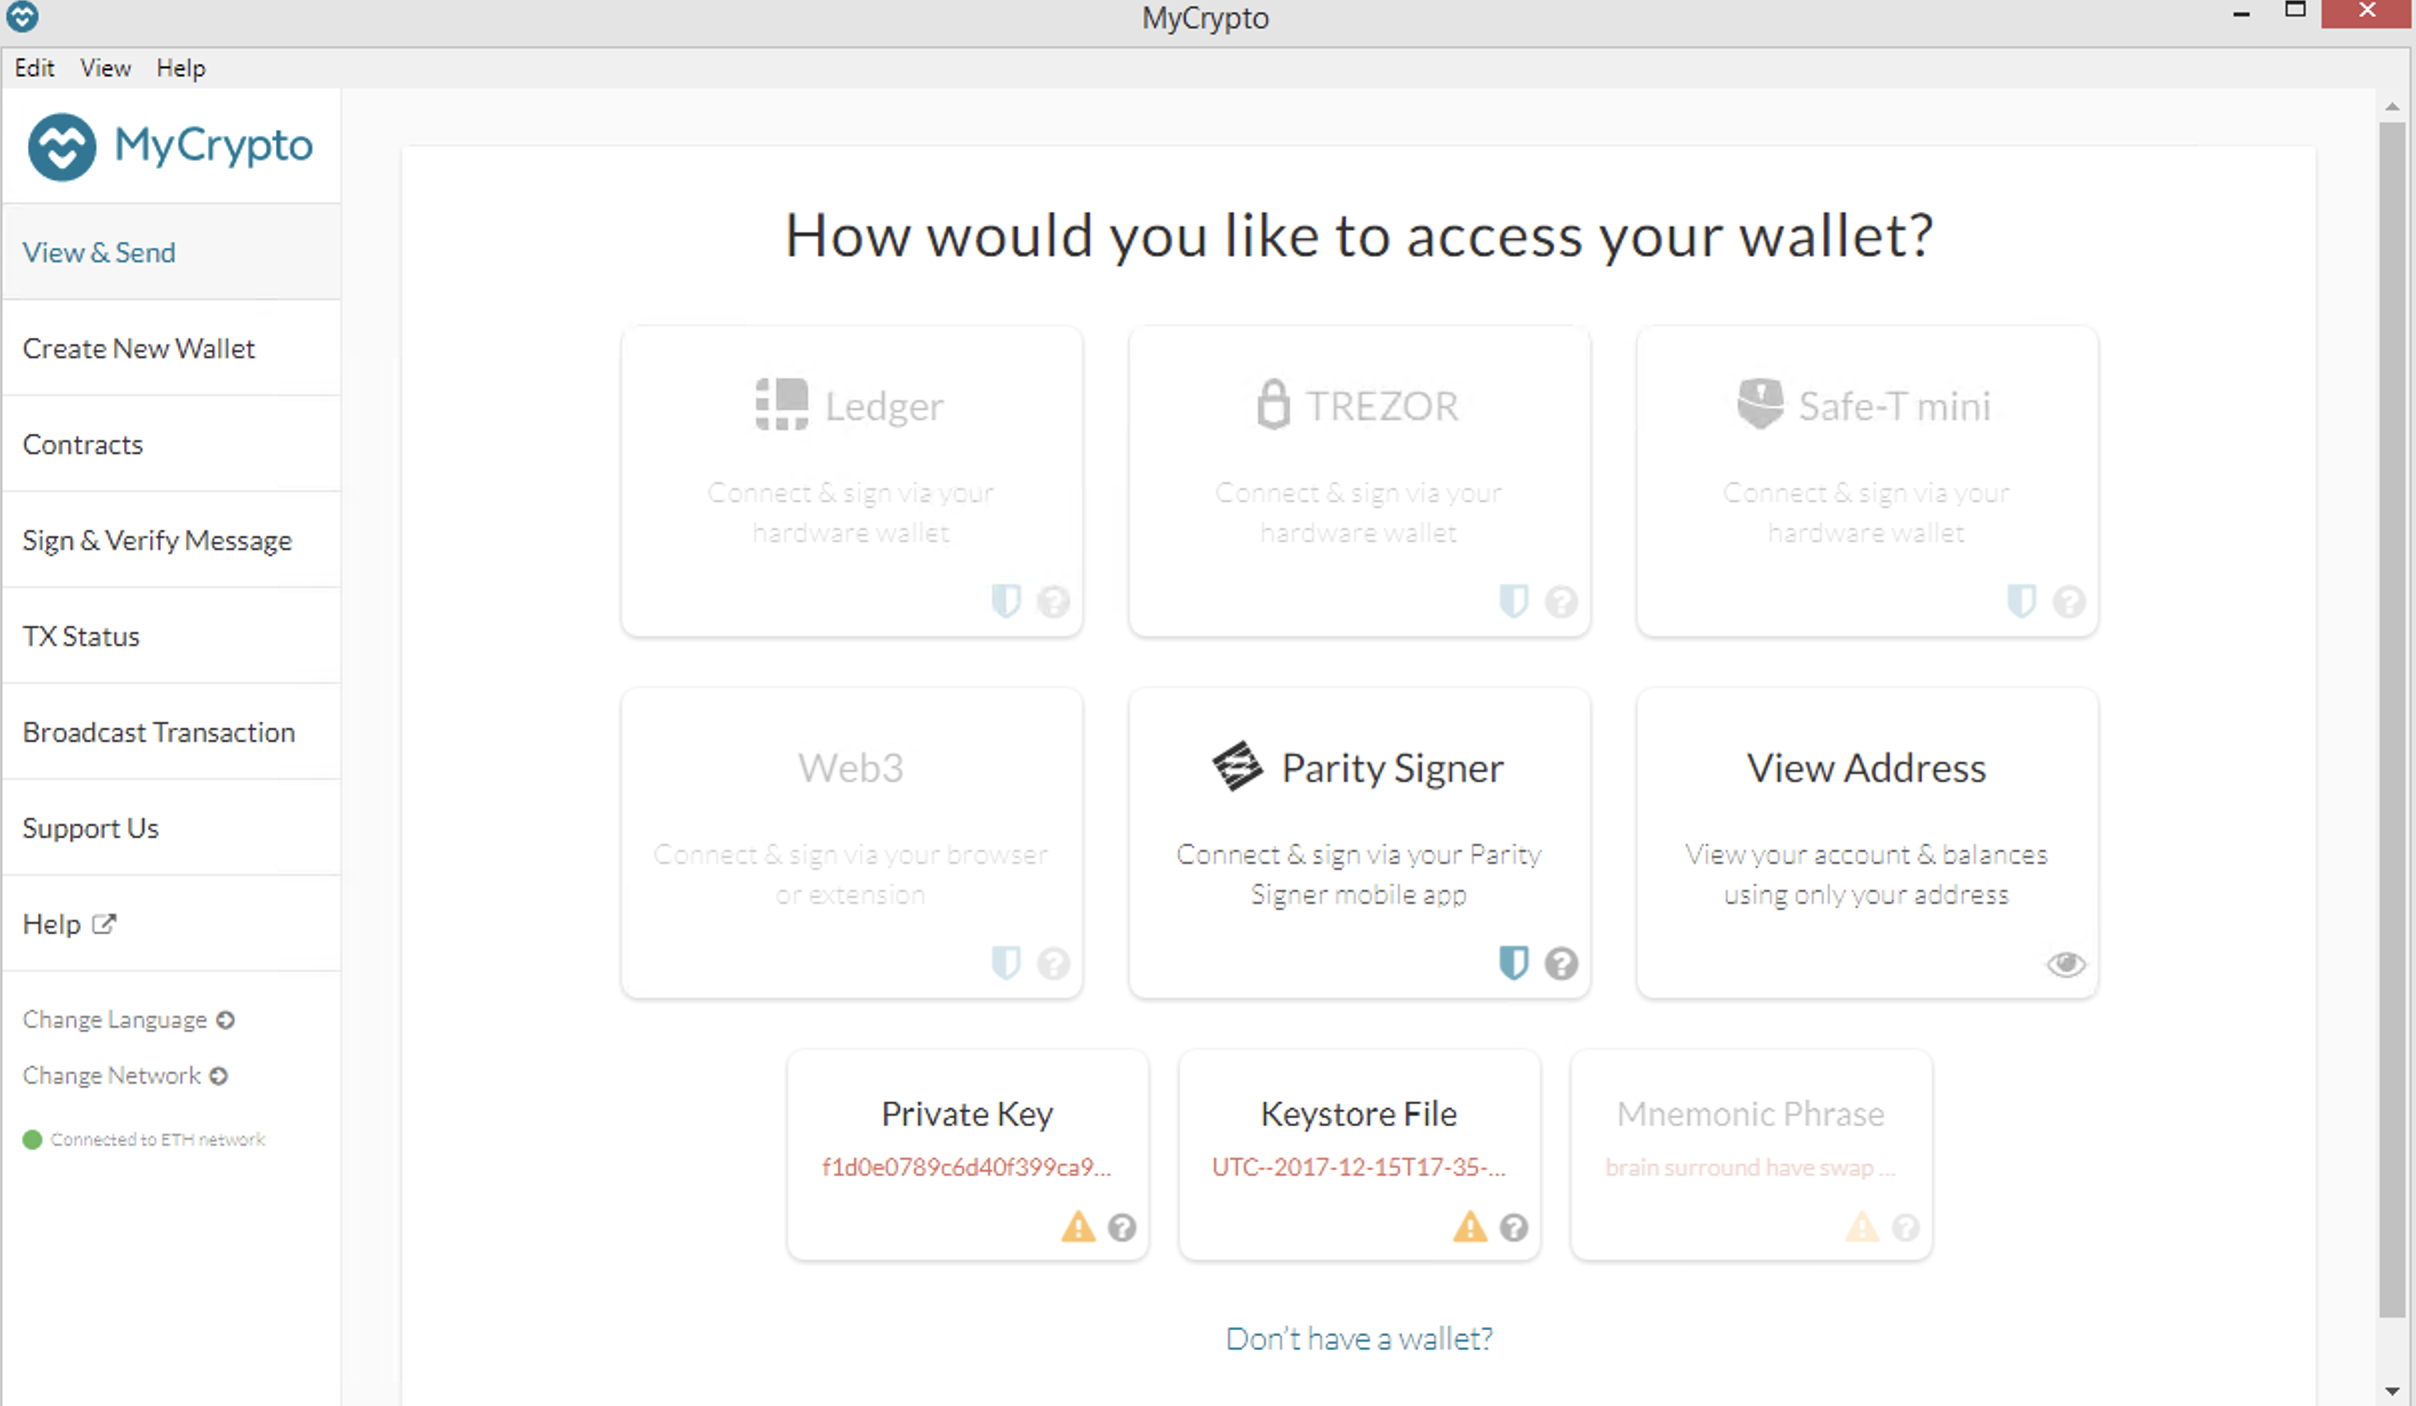 MyCrypto
Edit View Help
MyCrypto
View & Send
Create New Wallet
Contracts
Sign & Verify Message
TX Status
Broadcast Transaction
Support Us
Help
Change Language
Change Network
Connected to ETH network
How would you like to access your wallet?
Ledger
Connect & sign via your
hardware wallet
TREZOR
Connect & sign via your
hardware wallet
Safe-T mini
Connect & sign via your
hardware wallet
Web3
Connect & sign via your browser
or extension
Parity Signer
Connect & sign via your Parity
Signer mobile app
View Address
View your account & balances
using only your address
Private Key
f1d0e0789c6d40f399ca9...
Keystore File
UTC--2017-12-15T17-35-...
Mnemonic Phrase
brain surround have swap ...
Don't have a wallet?